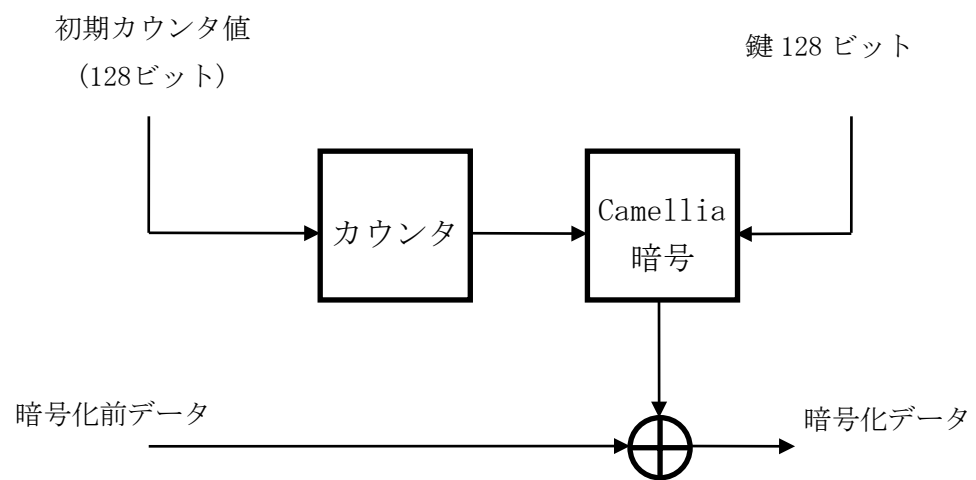 初期カウンタ値
(128ビット)
鍵 128 ビット
カウンタ
Camellia
暗号
暗号化前データ
暗号化データ